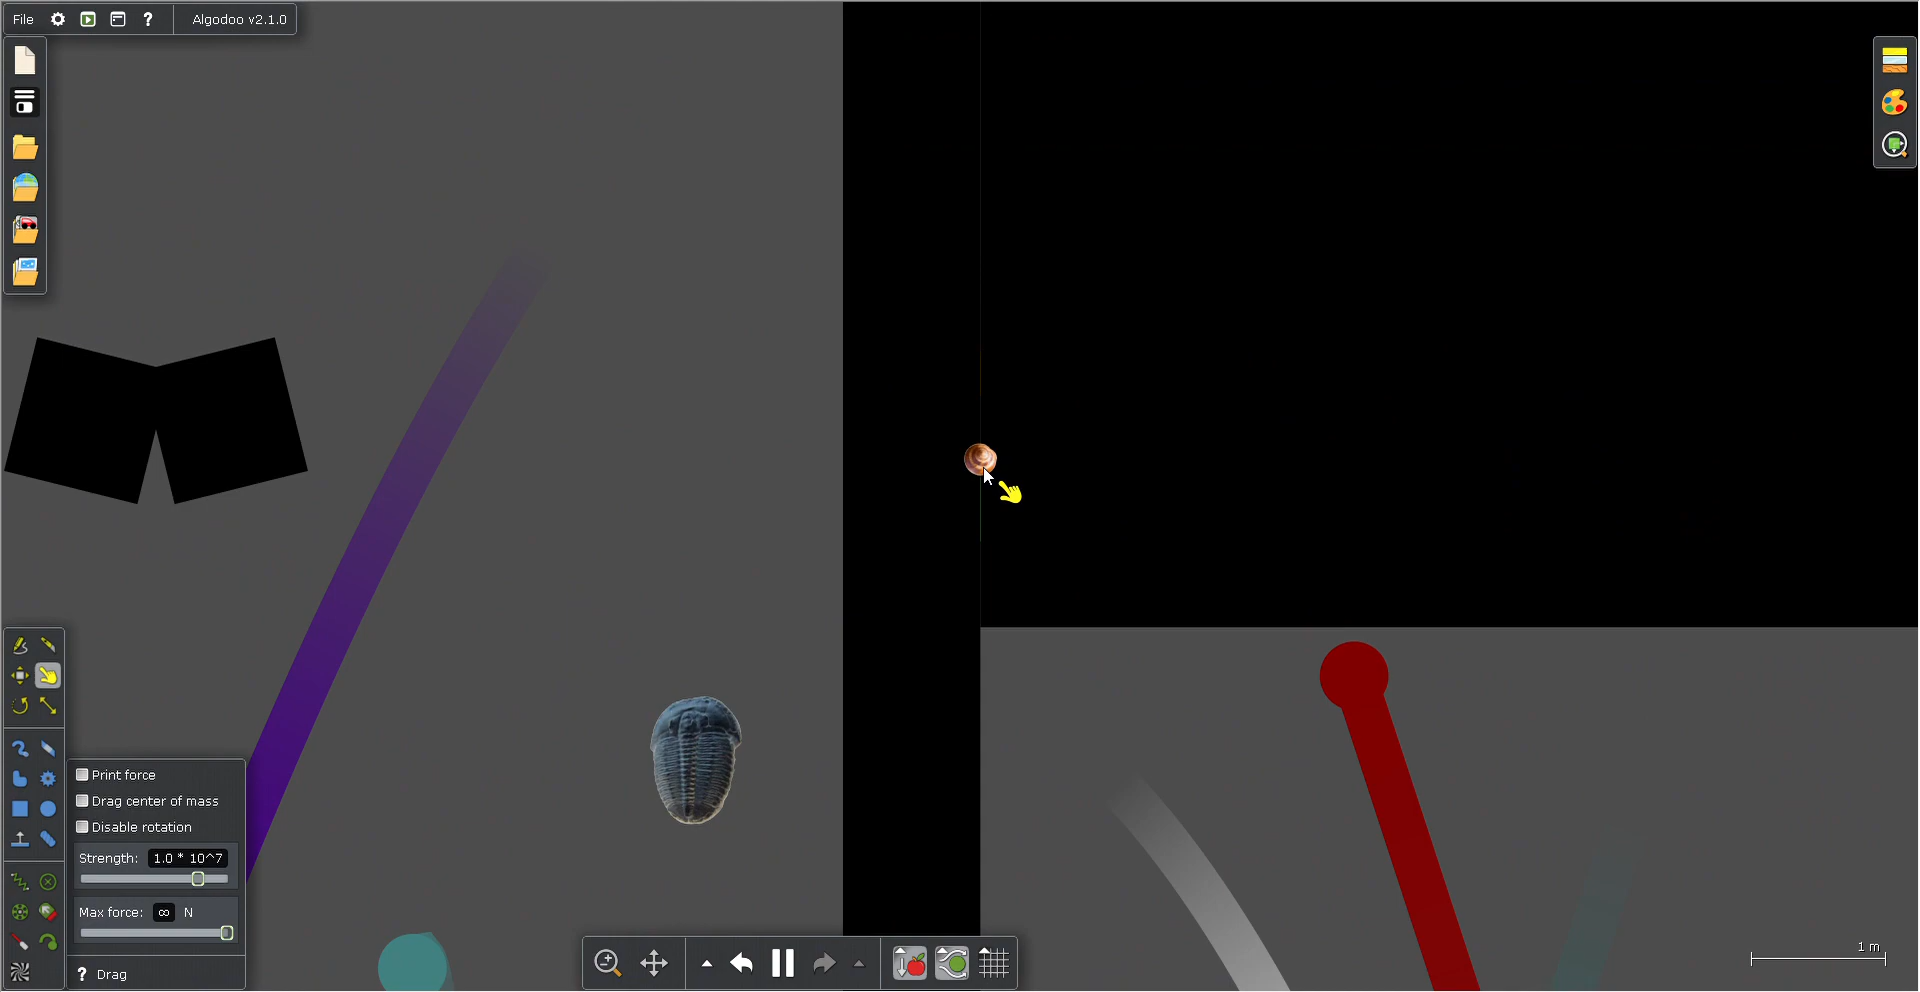 File
?
Algodoo v2.1.0
Print force
Drag center of mass
Disable rotation
Strength: 1.0 * 10^7
Max force: ∞ N
? Drag
1 m